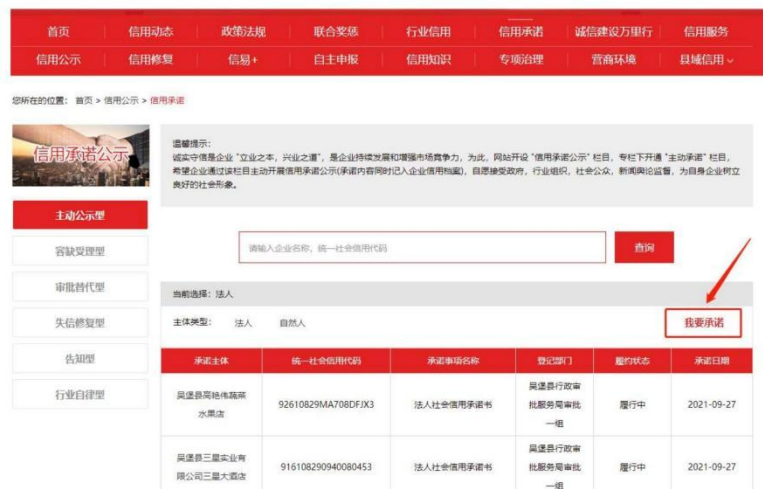 首页 信用动态 政策法规 联合奖惩 行业信用 信用承诺 诚信建设万里行 信用服务
信用公示 信用修复 信易+ 自主申报 信用知识 专项治理 营商环境 县域信用
您所在的位置： 首页 > 信用公示 > 信用承诺
信用承诺公示
温馨提示：
诚实守信是企业 "立业之本，兴业之道"，是企业持续发展和增强市场竞争力，为此，网站开设 "信用承诺公示" 栏目，专栏下开通 "主动承诺" 栏目，
希望企业通过该栏目主动开展信用承诺公示(承诺内容同时记入企业信用档案)，自愿接受政府，行业组织，社会公众，新闻舆论监督，为自身企业树立
良好的社会形象。
主动公示型
容缺受理型
审批替代型
失信修复型
告知型
行业自律型
请输入企业名称，统一社会信用代码
查询
当前选择：法人
主体类型： 法人 自然人
我要承诺
承诺主体 统一社会信用代码 承诺事项名称 登记部门 履约状态 承诺日期
吴堡县高艳伟蔬菜
水果店
92610829MA708DFJX3
法人社会信用承诺书
吴堡县行政审
批服务局审批
一组
履行中
2021-09-27
吴堡县三星实业有
限公司三星大酒店
916108290940080453
法人社会信用承诺书
吴堡县行政审
批服务局审批
一组
履行中
2021-09-27